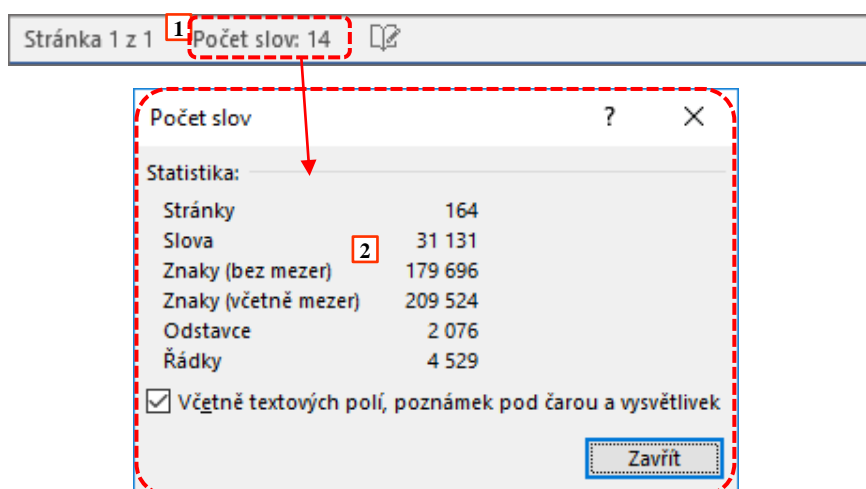 Stránka 1 z 1 1 Počet slov: 14
Počet slov ?
Statistika:
Stránky 164
Slova 31 131
2
Znaky (bez mezer) 179 696
Znaky (včetně mezer) 209 524
Odstavce 2 076
Řádky 4 529
Včetně textových polí, poznámek pod čarou a vysvětlivek
Zavřít